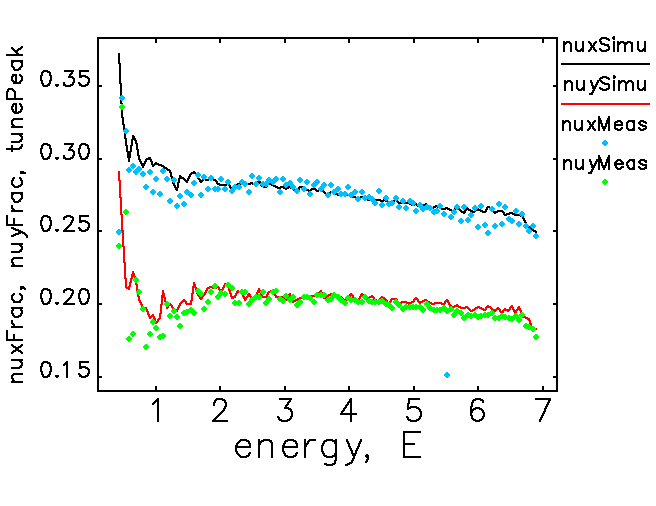 nuxFrac, nuyFrac, tunePeak
0.35
0.30
0.25
0.20
0.15
1 2 3 4 5 6 7
energy, E
nuxSimu
nuySimu
nuxMeas
nuyMeas